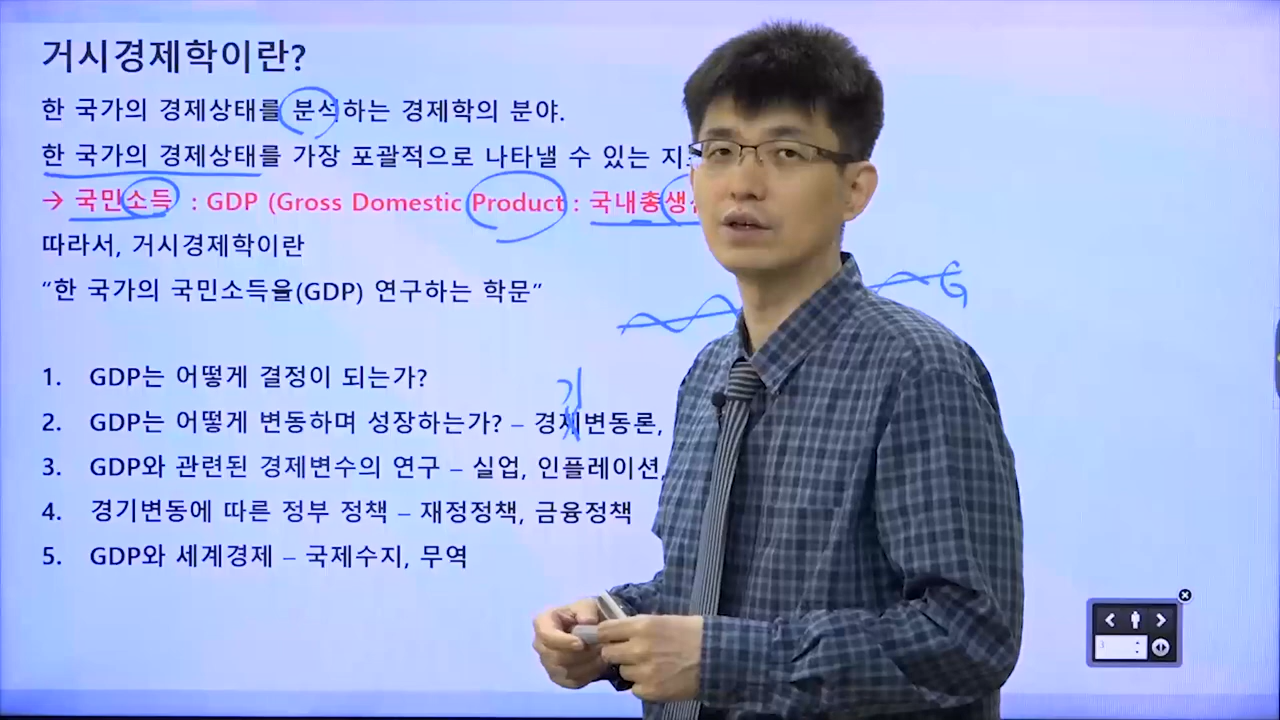 거시경제학이란?
한 국가의 경제상태를 분석하는 경제학의 분야.
한 국가의 경제상태를 가장 포괄적으로 나타낼 수 있는
→ 국민소득 : GDP (Gross Domestic Product : 국내총생
따라서, 거시경제학이란
“한 국가의 국민소득을(GDP) 연구하는 학문”
G
1. GDP는 어떻게 결정이 되는가?
기
2. GDP는 어떻게 변동하며 성장하는가? – 경제변동론,
3. GDP와 관련된 경제변수의 연구 – 실업, 인플레이션,
4. 경기변동에 따른 정부 정책 – 재정정책, 금융정책
5. GDP와 세계경제 – 국제수지, 무역